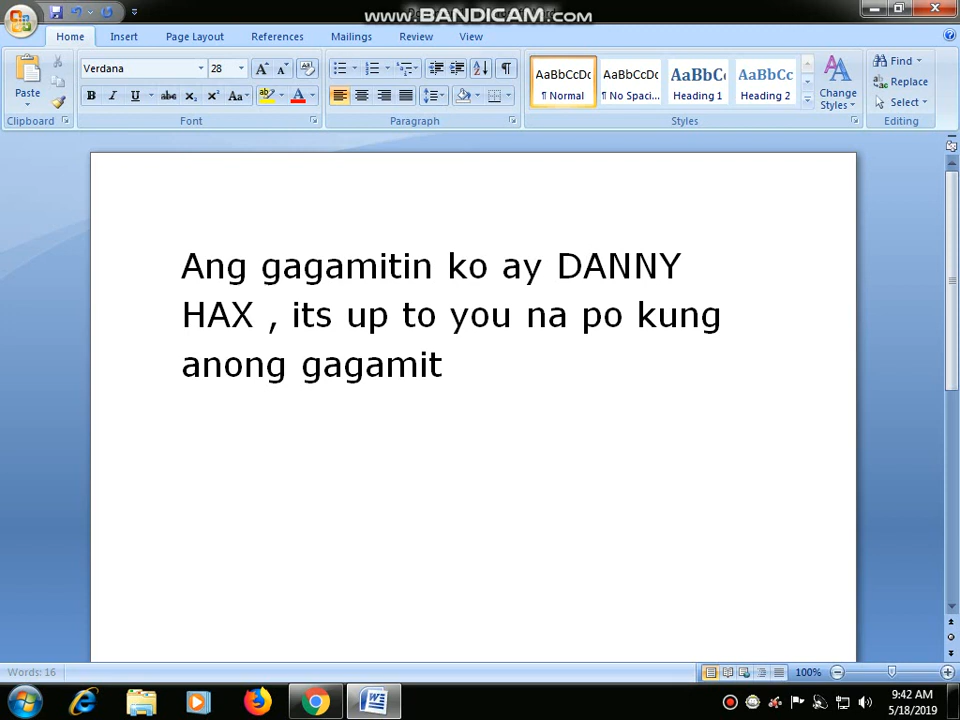 www.BANDICAM.com
Home Insert Page Layout References Mailings Review View
Paste
Clipboard
Verdana 28
Font
Paragraph
AaBbCcDc AaBbCcDc AaBbC AaBbCc
¶ Normal ¶ No Spaci... Heading 1 Heading 2
Change
Styles
Styles
Find
Replace
Select
Editing
Ang gagamitin ko ay DANNY
HAX , its up to you na po kung
anong gagamit
Words: 16
100%
9:42 AM
5/18/2019